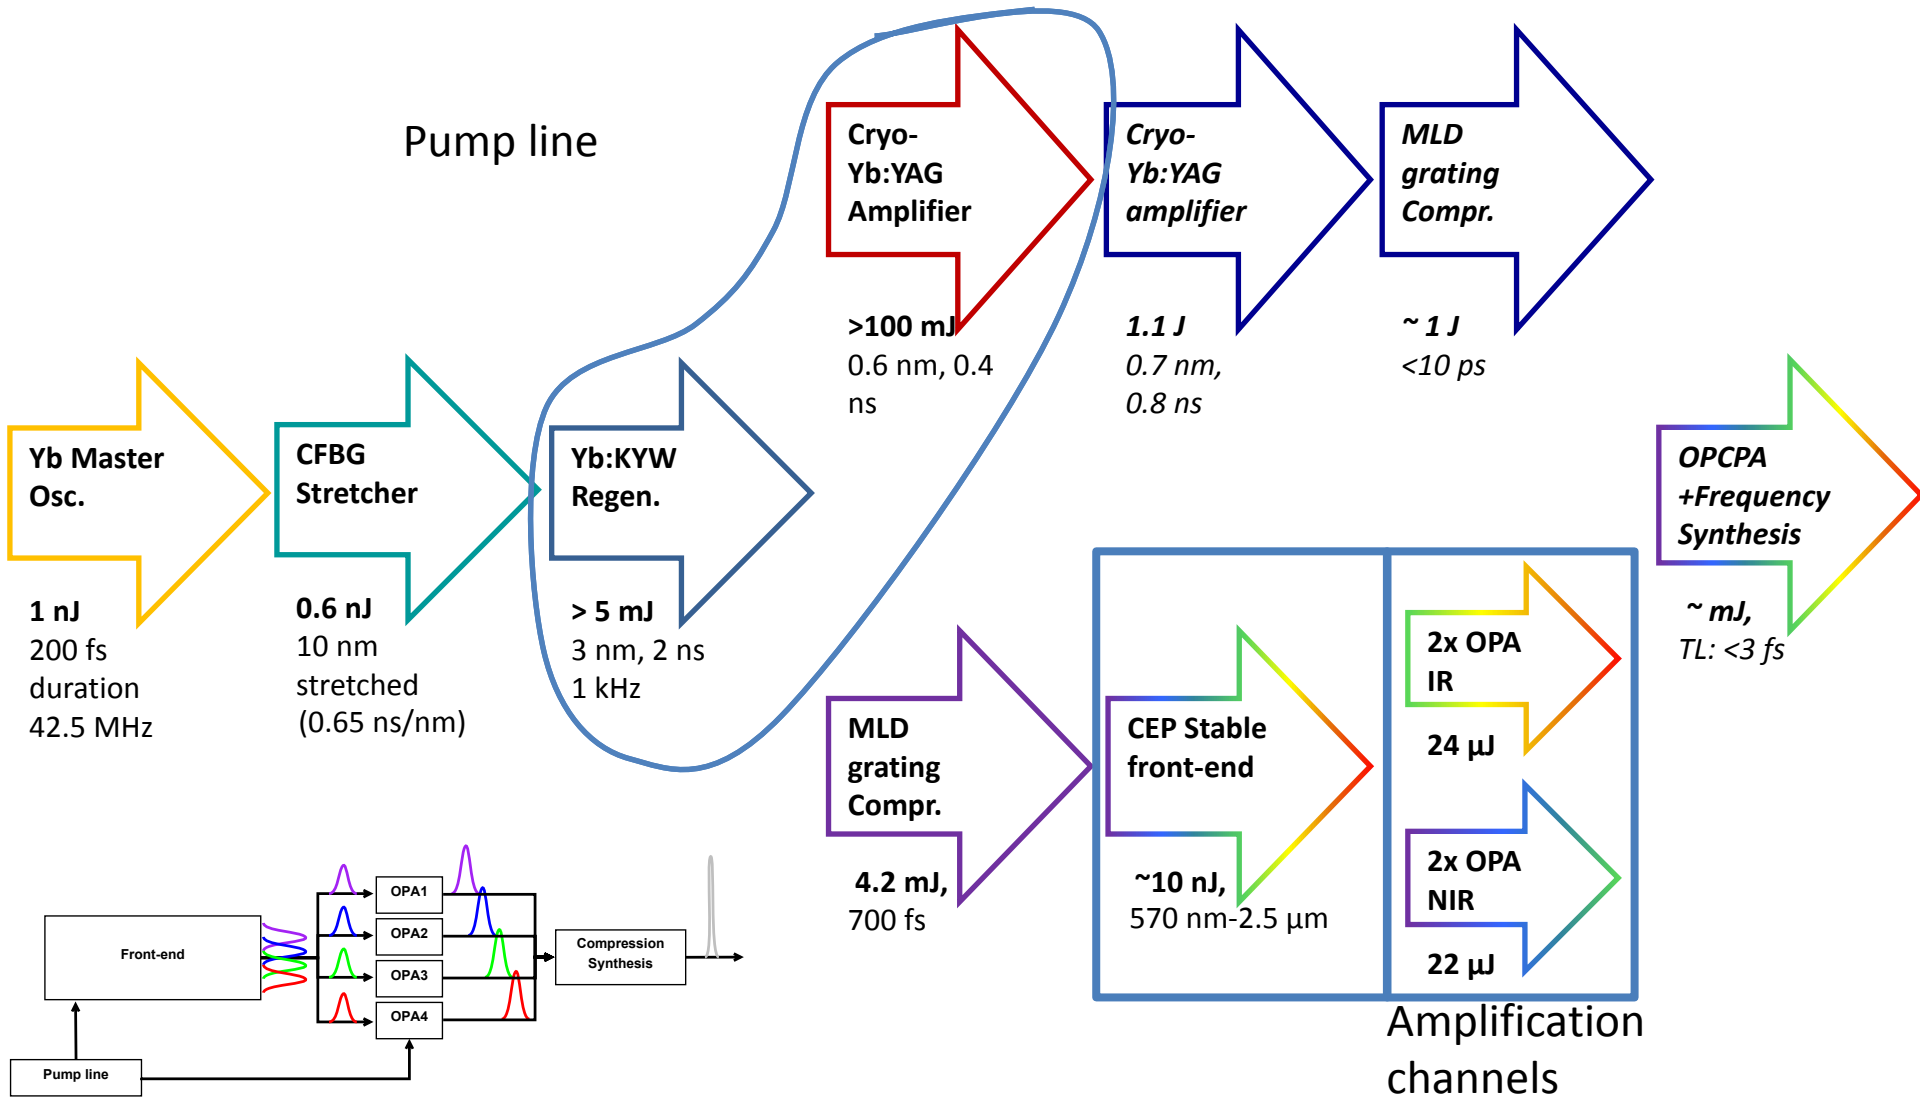 Pump line
Cryo-
Yb:YAG
Amplifier
>100 mJ
0.6 nm, 0.4
ns
Cryo-
Yb:YAG
amplifier
1.1 J
0.7 nm,
0.8 ns
MLD
grating
Compr.
~ 1 J
<10 ps
Yb Master
Osc.
1 nJ
200 fs
duration
42.5 MHz
CFBG
Stretcher
0.6 nJ
10 nm
stretched
(0.65 ns/nm)
Yb:KYW
Regen.
> 5 mJ
3 nm, 2 ns
1 kHz
MLD
grating
Compr.
4.2 mJ,
700 fs
CEP Stable
front-end
~10 nJ,
570 nm-2.5 µm
2x OPA
IR
24 µJ
2x OPA
NIR
22 µJ
Amplification
channels
OPCPA
+Frequency
Synthesis
~ mJ,
TL: <3 fs
Front-end
Pump line
OPA1
OPA2
OPA3
OPA4
Compression
Synthesis